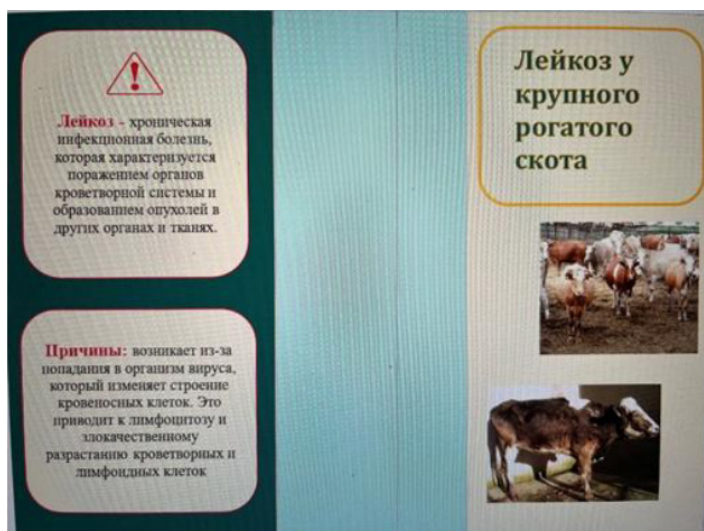 Лейкоз - хроническая
инфекционная болезнь,
которая характеризуется
поражением органов
кроветворной системы и
образованием опухолей в
других органах и тканях.
Причины: возникает из-за
попадания в организм вируса,
который изменяет строение
кровеносных клеток. Это
приводит к лимфоцитозу и
злокачественному
разрастанию кроветворных и
лимфоидных клеток
Лейкоз у
крупного
рогатого
скота